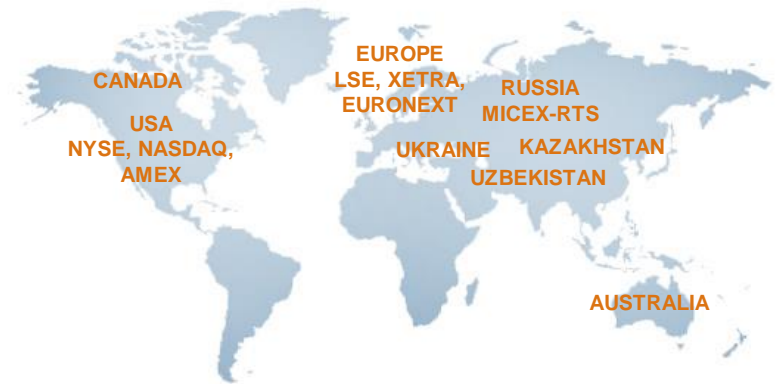 CANADA
USA
NYSE, NASDAQ,
AMEX
EUROPE
LSE, XETRA,
EURONEXT
RUSSIA
MICEX-RTS
UKRAINE
KAZAKHSTAN
UZBEKISTAN
AUSTRALIA